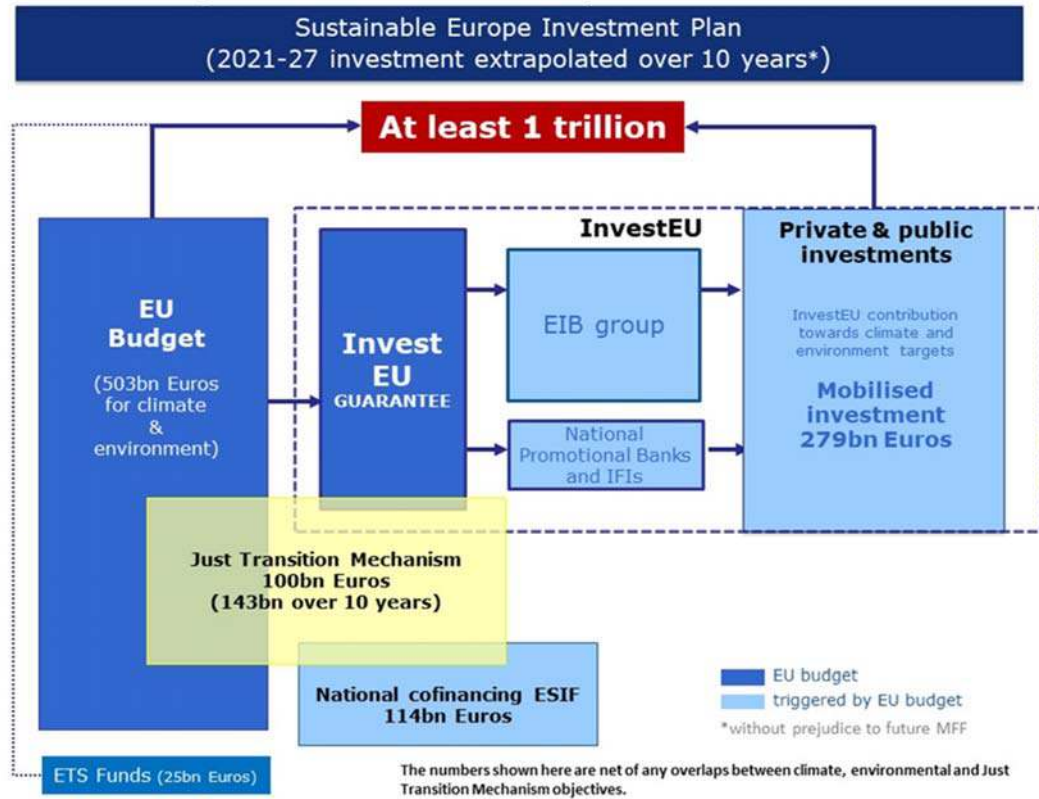 Sustainable Europe Investment Plan
(2021-27 investment extrapolated over 10 years*)
At least 1 trillion
EU
Budget
(503bn Euros
for climate
&
environment)
Invest
EU
GUARANTEE
InvestEU
EIB group
National
Promotional Banks
and IFIs
Private & public
investments
InvestEU contribution
towards climate and
environment targets
Mobilised
investment
279bn Euros
Just Transition Mechanism
100bn Euros
(143bn over 10 years)
National cofinancing ESIF
114bn Euros
EU budget
triggered by EU budget
*without prejudice to future MFF
ETS Funds (25bn Euros)
The numbers shown here are net of any overlaps between climate, environmental and Just
Transition Mechanism objectives.